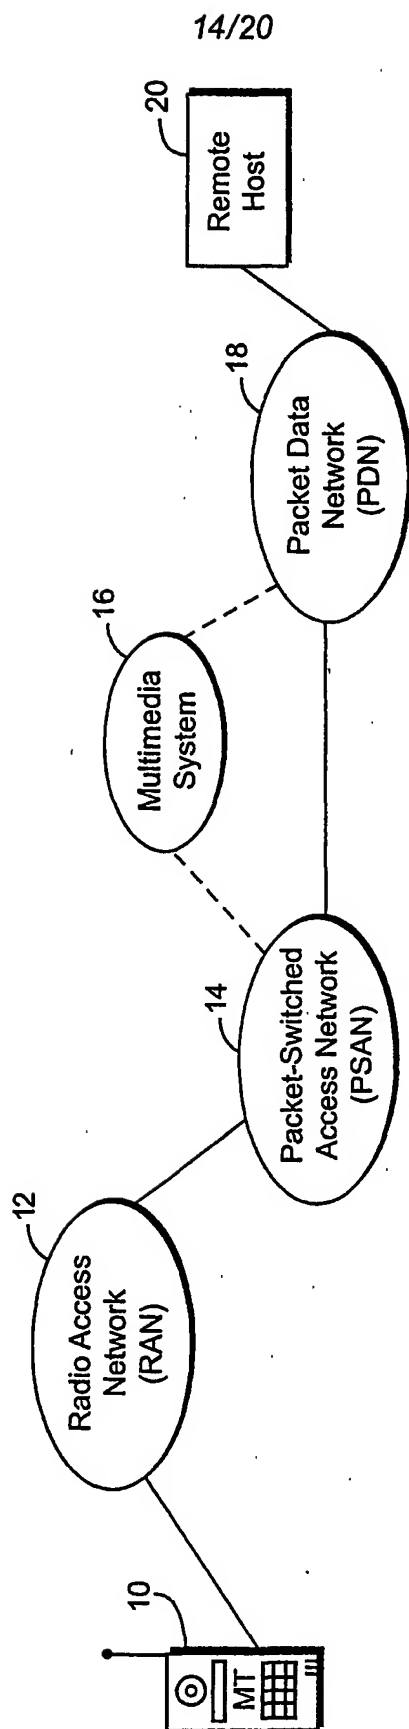 14/20
10
MT
12
Radio Access
Network
(RAN)
14
Packet-Switched
Access Network
(PSAN)
16
Multimedia
System
18
Packet Data
Network
(PDN)
20
Remote
Host